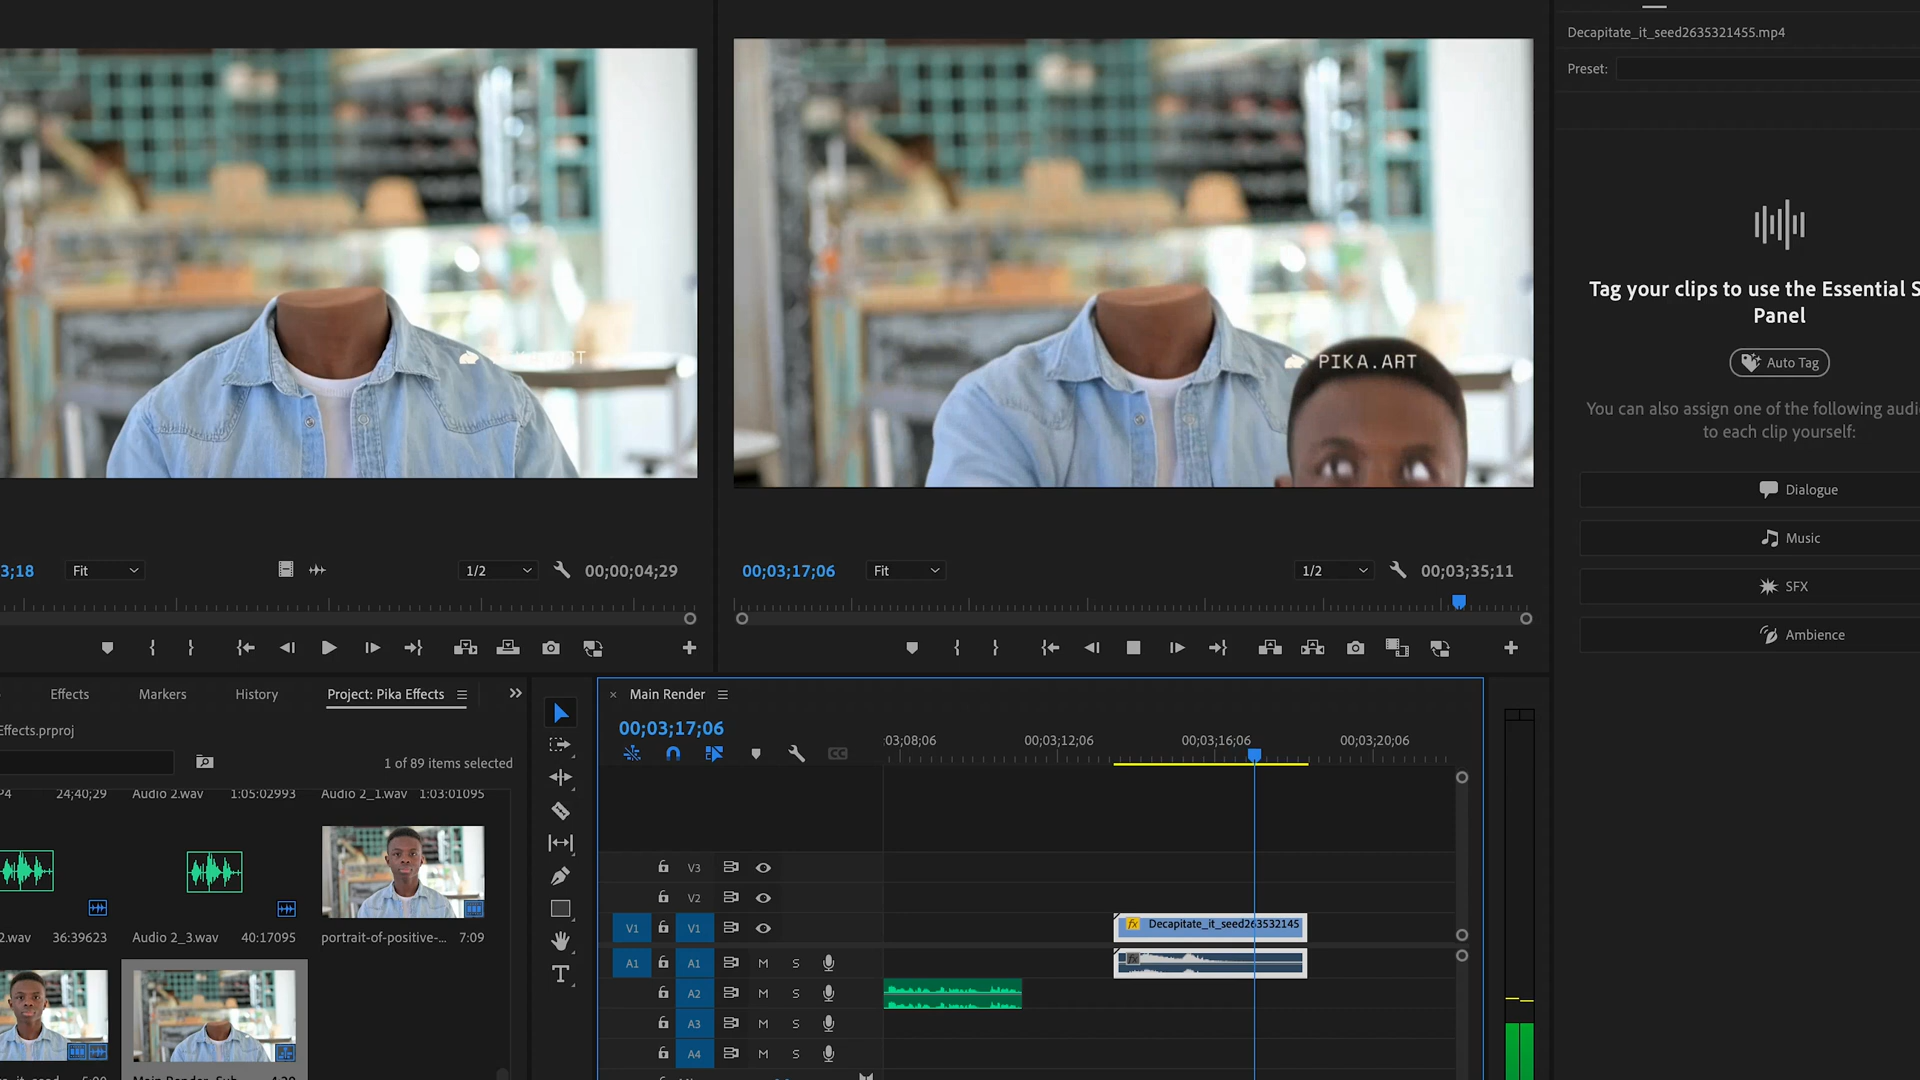 Decapitate_it_seed2635321455.mp4
Preset:
Tag your clips to use the Essential S
Panel
Auto Tag
You can also assign one of the following audi
to each clip yourself:
Dialogue
Music
SFX
Ambience
PIKA.ART
3;18
Fit
1/2
00;00;04;29
00;03;17;06
Fit
1/2
00;03;35;11
Effects
Markers
History
Project: Pika Effects
Effects.prproj
1 of 89 items selected
P4
24;40;29
Audio 2.wav
1:05:02993
Audio 2_1.wav
1:03:01095
2.wav
36:39623
Audio 2_3.wav
40:17095
portrait-of-positive-...
7:09
Main Render
00;03;17;06
:03;08;06
00;03;12;06
00;03;16;06
00;03;20;06
CC
V3
V2
V1
V1
fx
Decapitate_it_seed263532145
A1
A1
M
S
fx
A2
M
S
A3
M
S
A4
M
S